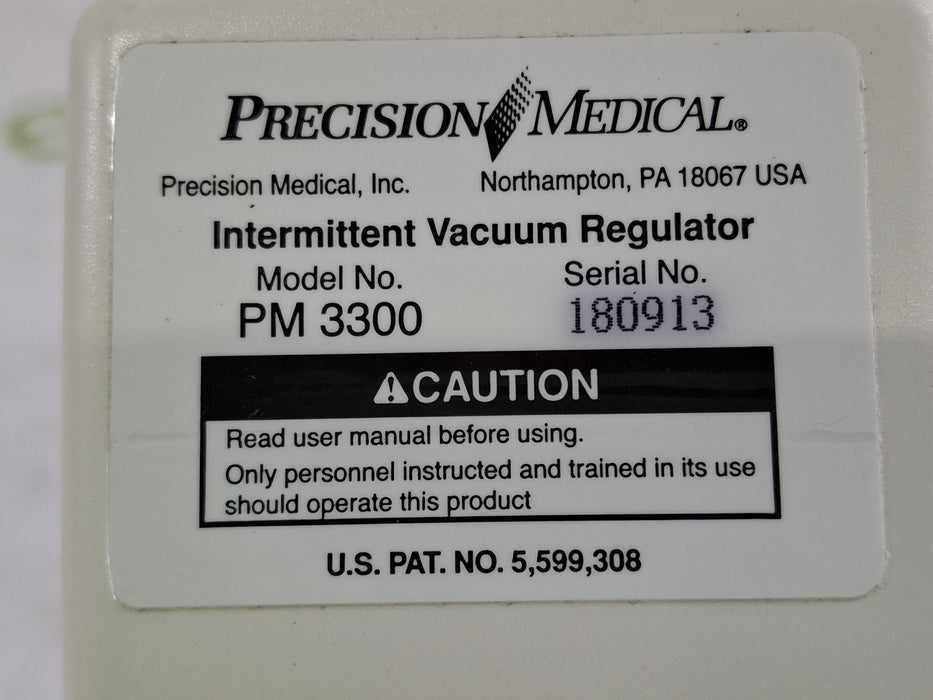 PRECISION MEDICAL®
Precision Medical, Inc. Northampton, PA 18067 USA
Intermittent Vacuum Regulator
Model No. Serial No.
PM 3300 180913
⚠CAUTION
Read user manual before using.
Only personnel instructed and trained in its use
should operate this product
U.S. PAT. NO. 5,599,308